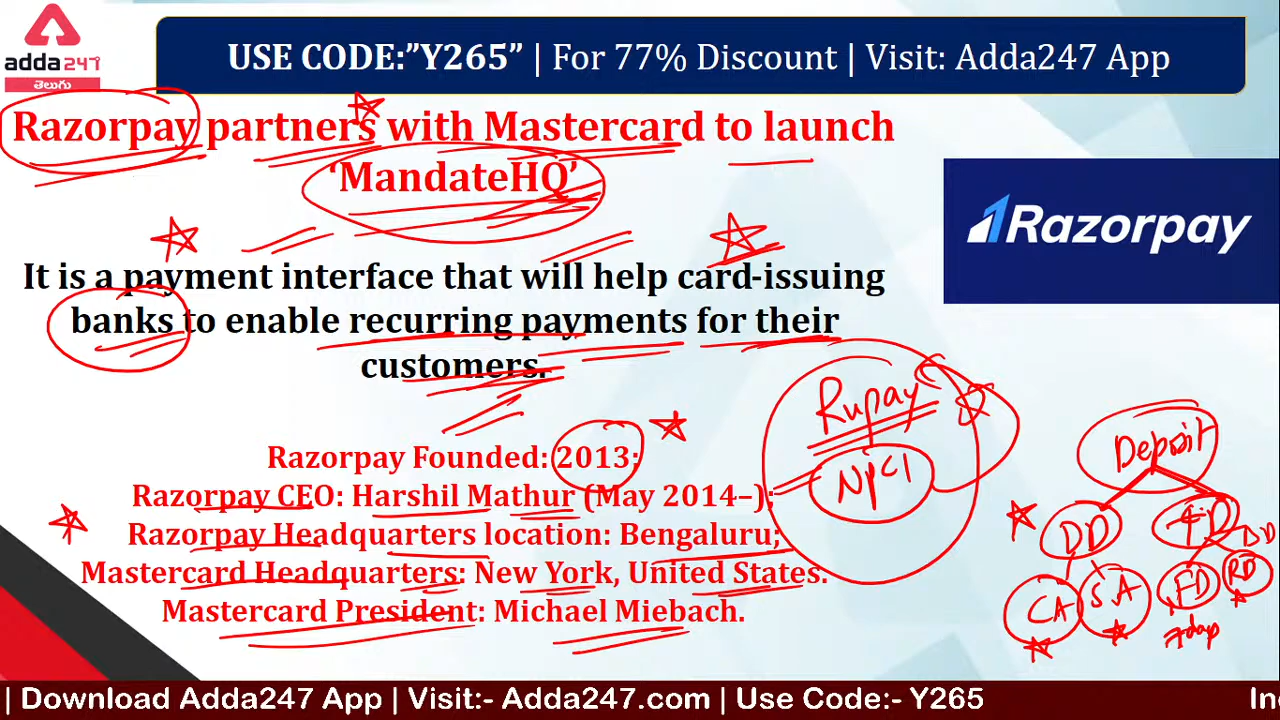 adda247
తెలుగు
USE CODE:”Y265” | For 77% Discount | Visit: Adda247 App
Razorpay partners with Mastercard to launch
‘MandateHQ’
Razorpay
It is a payment interface that will help card-issuing
banks to enable recurring payments for their
customers.
Rupay
NPCI
Deposit
DD
DD
CA
SA
FD
RD
7days
Razorpay Founded: 2013;
Razorpay CEO: Harshil Mathur (May 2014–);
Razorpay Headquarters location: Bengaluru;
Mastercard Headquarters: New York, United States.
Mastercard President: Michael Miebach.
| Download Adda247 App | Visit:- Adda247.com | Use Code:- Y265
In